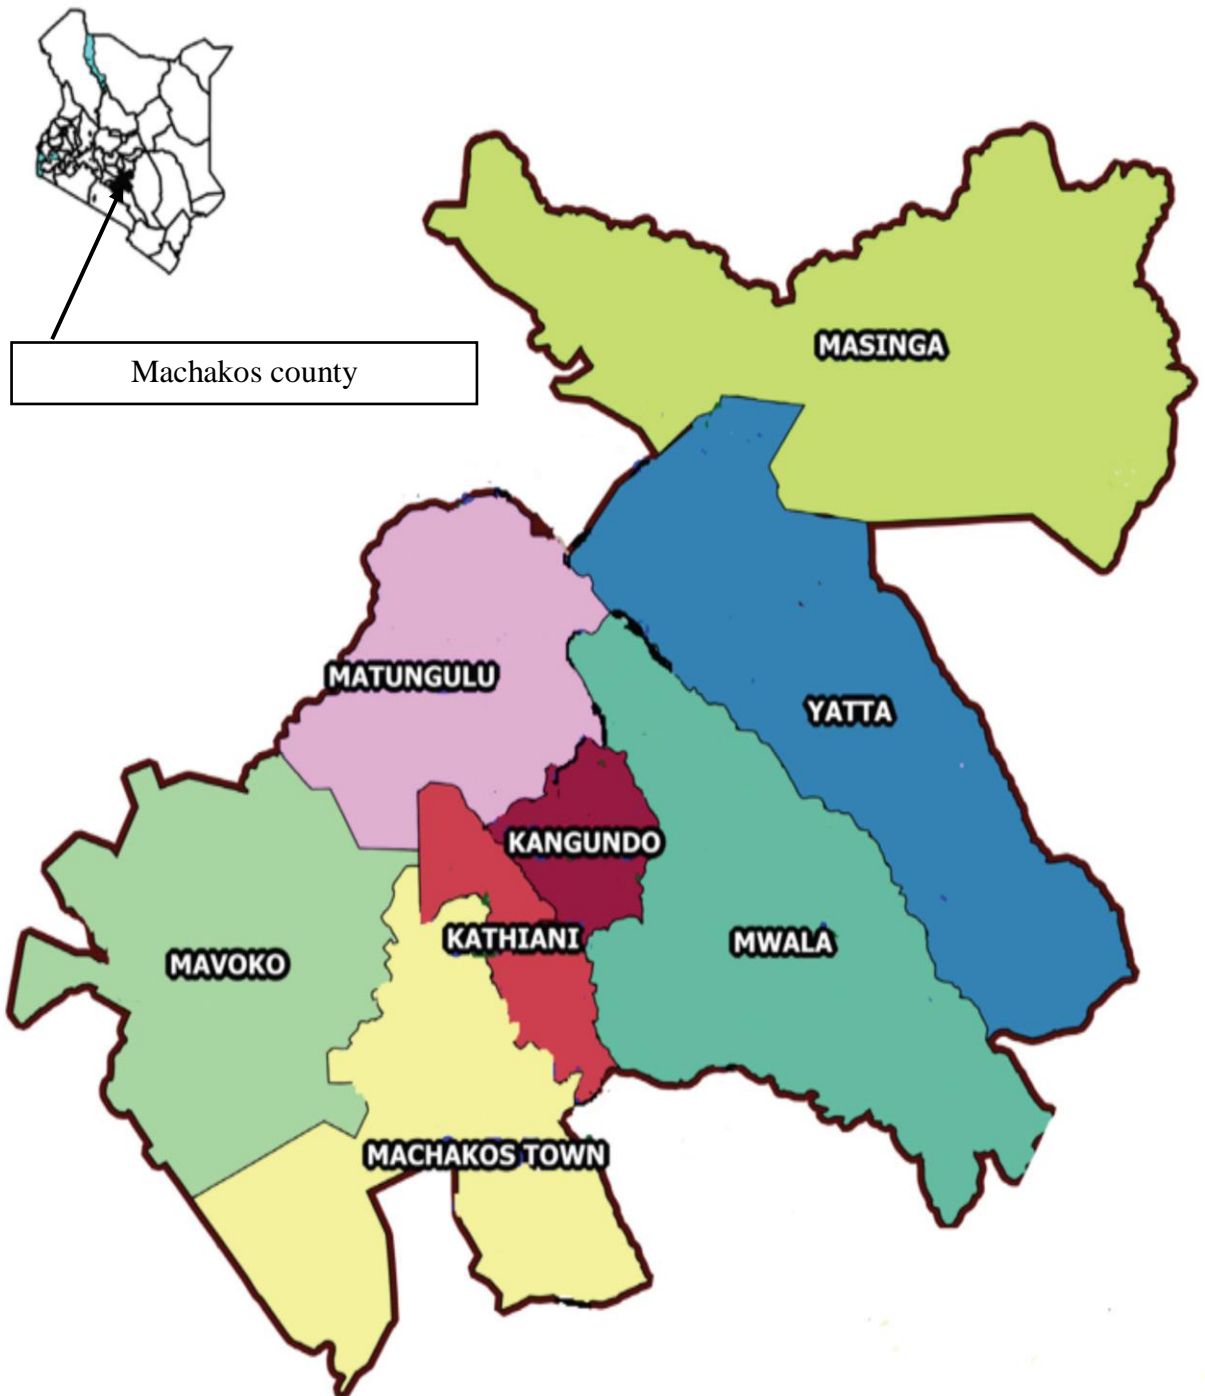 Machakos county
MASINGA
MATUNGULU
YATTA
KANGUNDO
KATHIANI
MWALA
MAVOKO
MACHAKOS TOWN